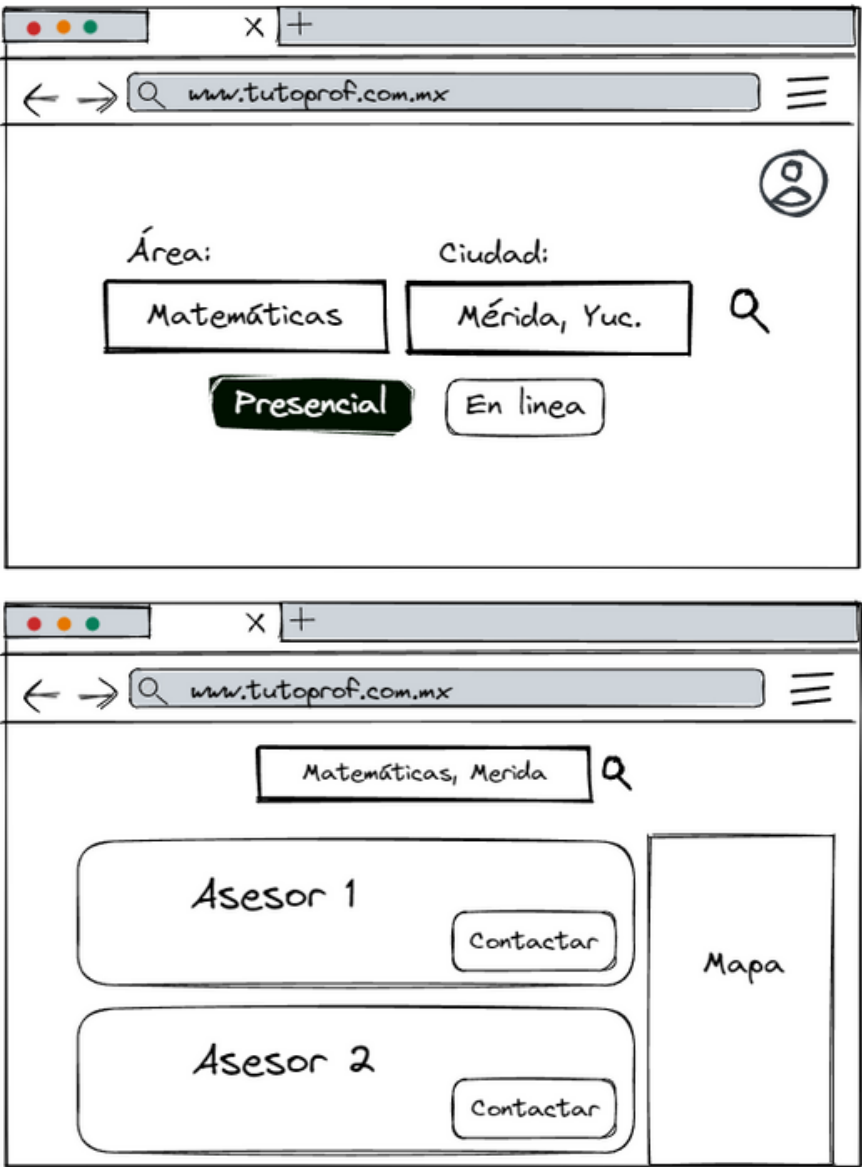 www.tutoprof.com.mx
Área: Ciudad:
Matemáticas Mérida, Yuc.
Presencial En linea
www.tutoprof.com.mx
Matemáticas, Merida
Asesor 1
Contactar
Mapa
Asesor 2
Contactar